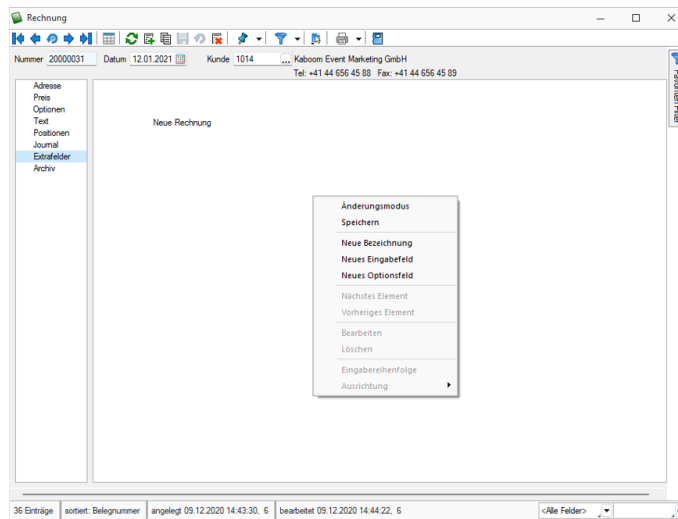 Rechnung
Nummer 20000031 Datum 12.01.2021 Kunde 1014 ... Kaboom Event Marketing GmbH
Tel: +41 44 656 45 88 Fax: +41 44 656 45 89
Favoriten Filter
Adresse
Preis
Optionen
Text
Positionen
Journal
Extrafelder
Archiv
Neue Rechnung
Änderungsmodus
Speichern
Neue Bezeichnung
Neues Eingabefeld
Neues Optionsfeld
Nächstes Element
Vorheriges Element
Bearbeiten
Löschen
Eingabereihenfolge
Ausrichtung
36 Einträge sortiert: Belegnummer angelegt 09.12.2020 14:43:30, 6 bearbeitet 09.12.2020 14:44:22, 6 <Alle Felder>